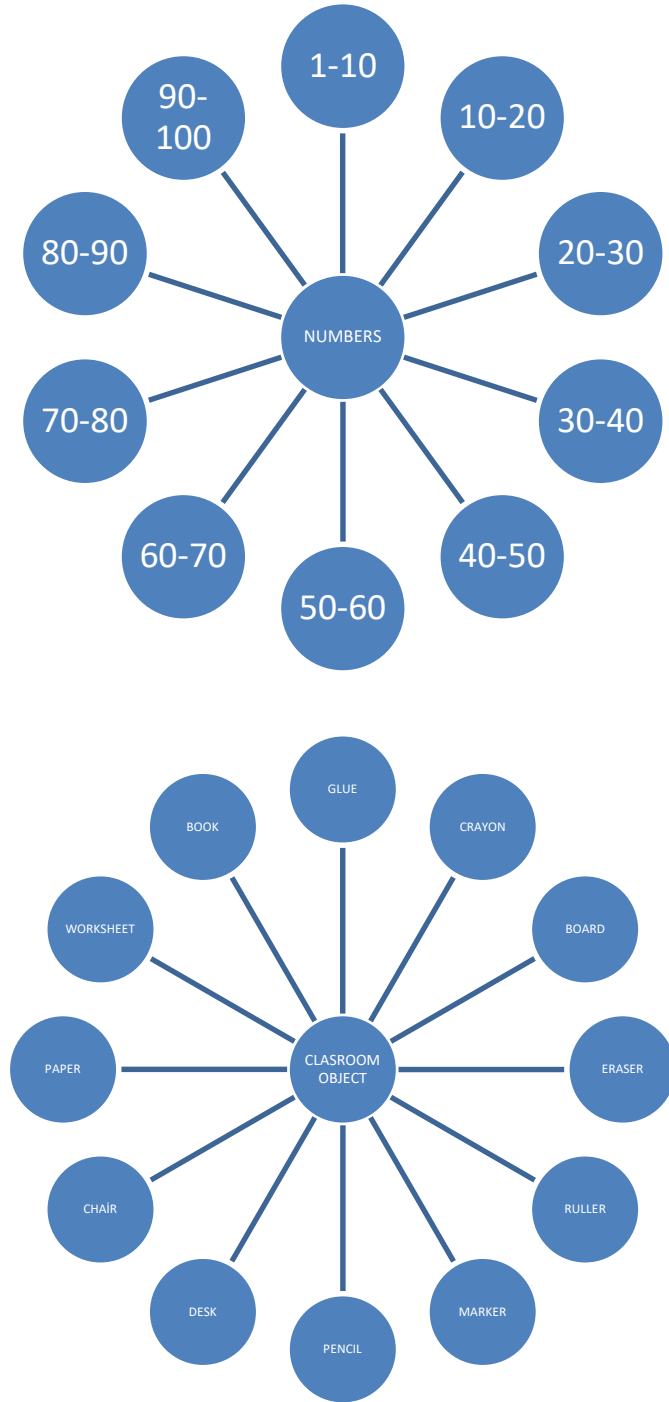 1-10
90-
100
10-20
80-90
20-30
NUMBERS
70-80
30-40
60-70
40-50
50-60
GLUE
BOOK
CRAYON
WORKSHEET
BOARD
CLASROOM
OBJECT
PAPER
ERASER
CHAİR
RULLER
DESK
MARKER
PENCIL